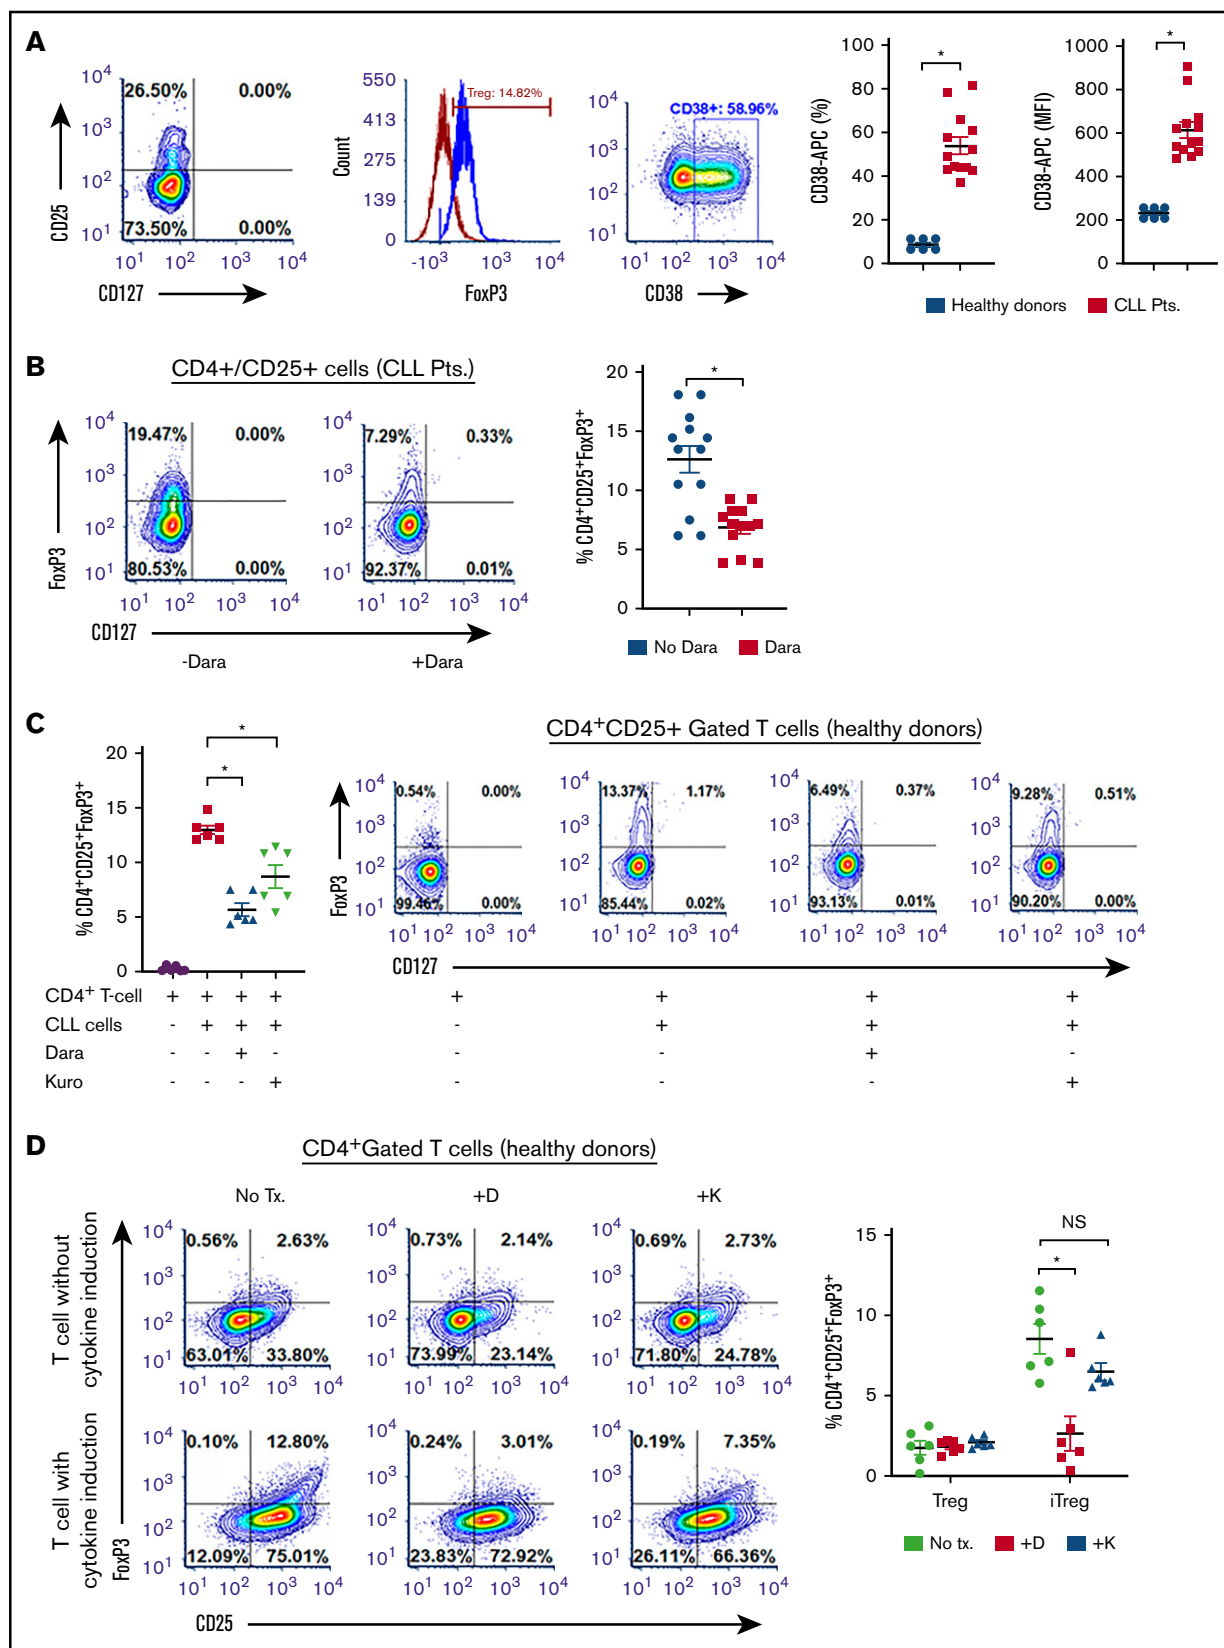 A
10⁴
10³
10²
10¹
CD25
26.50% 0.00%
73.50% 0.00%
10¹ 10² 10³ 10⁴
CD127
550
413
275
139
0
Count
Treg: 14.82%
-10³ 10³ 10⁴
FoxP3
10⁴
10³
10²
10¹
CD38+: 58.96%
10¹ 10² 10³ 10⁴
CD38
CD38-APC (%)
100
80
60
40
20
0
*
CD38-APC (MFI)
1000
800
600
400
200
0
*
Healthy donors CLL Pts.
B
CD4+/CD25+ cells (CLL Pts.)
FoxP3
10⁴
10³
10²
10¹
19.47% 0.00%
80.53% 0.00%
10¹ 10² 10³ 10⁴
10⁴
10³
10²
10¹
7.29% 0.33%
92.37% 0.01%
10¹ 10² 10³ 10⁴
CD127
-Dara +Dara
% CD4⁺CD25⁺FoxP3⁺
20
15
10
5
0
*
No Dara Dara
C
% CD4⁺CD25⁺FoxP3⁺
20
15
10
5
0
*
*
CD4⁺CD25+ Gated T cells (healthy donors)
FoxP3
10⁴
10³
10²
10¹
0.54% 0.00%
99.46% 0.00%
10¹ 10² 10³ 10⁴
10⁴
10³
10²
10¹
13.37% 1.17%
85.44% 0.02%
10¹ 10² 10³ 10⁴
10⁴
10³
10²
10¹
6.49% 0.37%
93.13% 0.01%
10¹ 10² 10³ 10⁴
10⁴
10³
10²
10¹
9.28% 0.51%
90.20% 0.00%
10¹ 10² 10³ 10⁴
CD127
CD4⁺ T-cell + + + + + + + +
CLL cells - + + + - + + +
Dara - - + - - - + -
Kuro - - - + - - - +
D
CD4⁺Gated T cells (healthy donors)
No Tx. +D +K
T cell without
cytokine induction
T cell with
cytokine induction
FoxP3
10⁴
10³
10²
10¹
0.56% 2.63%
63.01% 33.80%
10¹ 10² 10³ 10⁴
10⁴
10³
10²
10¹
0.73% 2.14%
73.99% 23.14%
10¹ 10² 10³ 10⁴
10⁴
10³
10²
10¹
0.69% 2.73%
71.80% 24.78%
10¹ 10² 10³ 10⁴
10⁴
10³
10²
10¹
0.10% 12.80%
12.09% 75.01%
10¹ 10² 10³ 10⁴
10⁴
10³
10²
10¹
0.24% 3.01%
23.83% 72.92%
10¹ 10² 10³ 10⁴
10⁴
10³
10²
10¹
0.19% 7.35%
26.11% 66.36%
10¹ 10² 10³ 10⁴
CD25
% CD4⁺CD25⁺FoxP3⁺
15
10
5
0
NS
*
Treg iTreg
No tx. +D +K